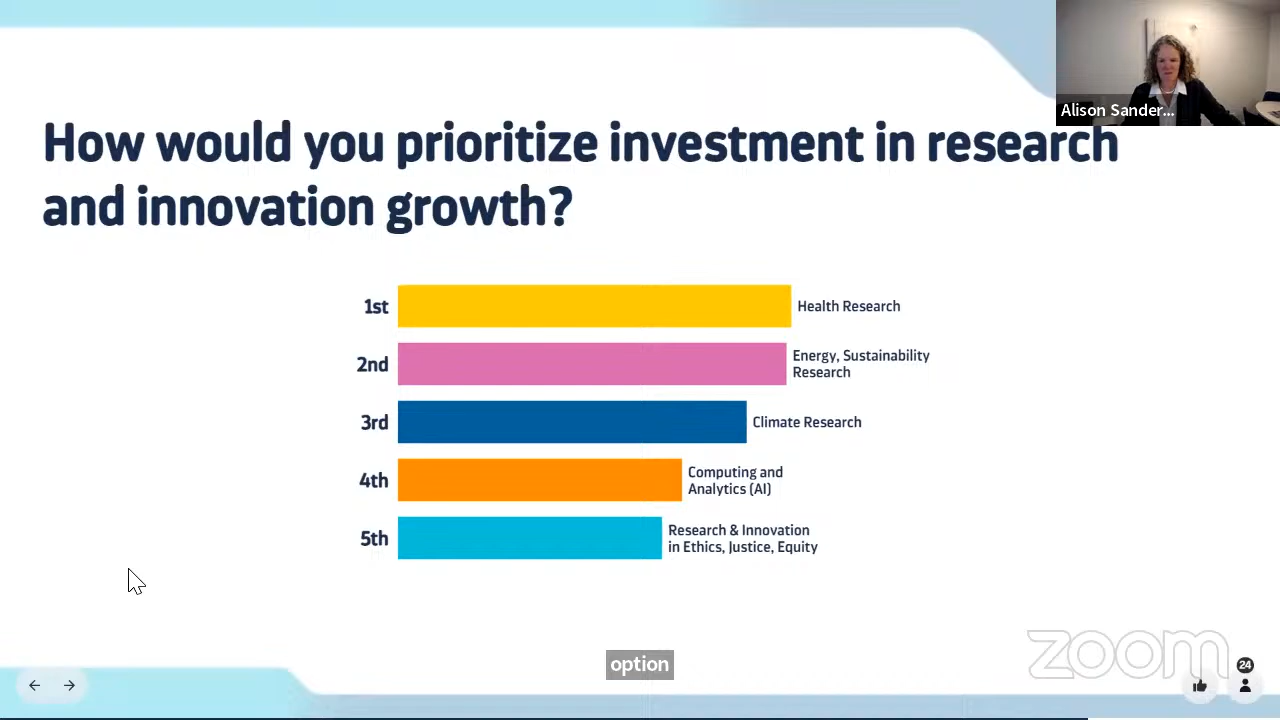 Alison Sander...
How would you prioritize investment in research
and innovation growth?
1st
Health Research
2nd
Energy, Sustainability
Research
3rd
Climate Research
4th
Computing and
Analytics (AI)
5th
Research & Innovation
in Ethics, Justice, Equity
option
zoom
24